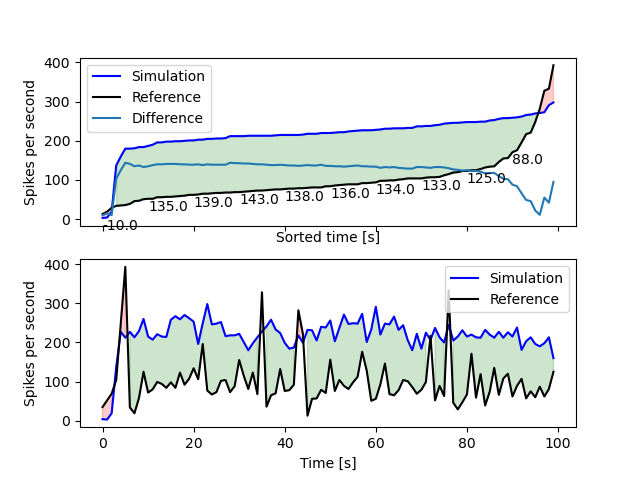 400
300
200
100
0
Spikes per second
Simulation
Reference
Difference
-10.0
135.0
139.0
143.0
138.0
136.0
134.0
133.0
125.0
88.0
Sorted time [s]
400
300
200
100
0
Spikes per second
Simulation
Reference
0
20
40
60
80
100
Time [s]